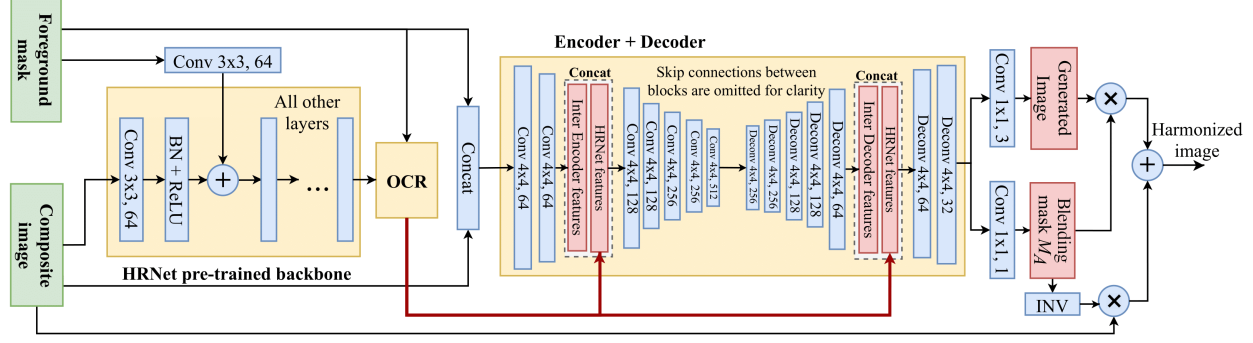 Foreground
mask
Composite
image
Conv 3x3, 64
All other
layers
Conv 3x3,
64
BN + ReLU
+
...
HRNet pre-trained backbone
OCR
Concat
Encoder + Decoder
Skip connections between
blocks are omitted for clarity
Conv 4x4, 64
Conv 4x4, 64
Concat
Inter Encoder features
HRNet features
Conv 4x4, 128
Conv 4x4, 128
Conv 4x4, 256
Conv 4x4, 256
Conv 4x4, 512
Deconv 4x4, 256
Deconv 4x4, 256
Deconv 4x4, 128
Deconv 4x4, 128
Deconv 4x4, 64
Concat
Inter Decoder features
HRNet features
Deconv 4x4, 64
Deconv 4x4, 32
Conv 1x1, 3
Generated
Image
×
Conv 1x1, 1
Blending
mask M_A
INV
×
+
Harmonized
image